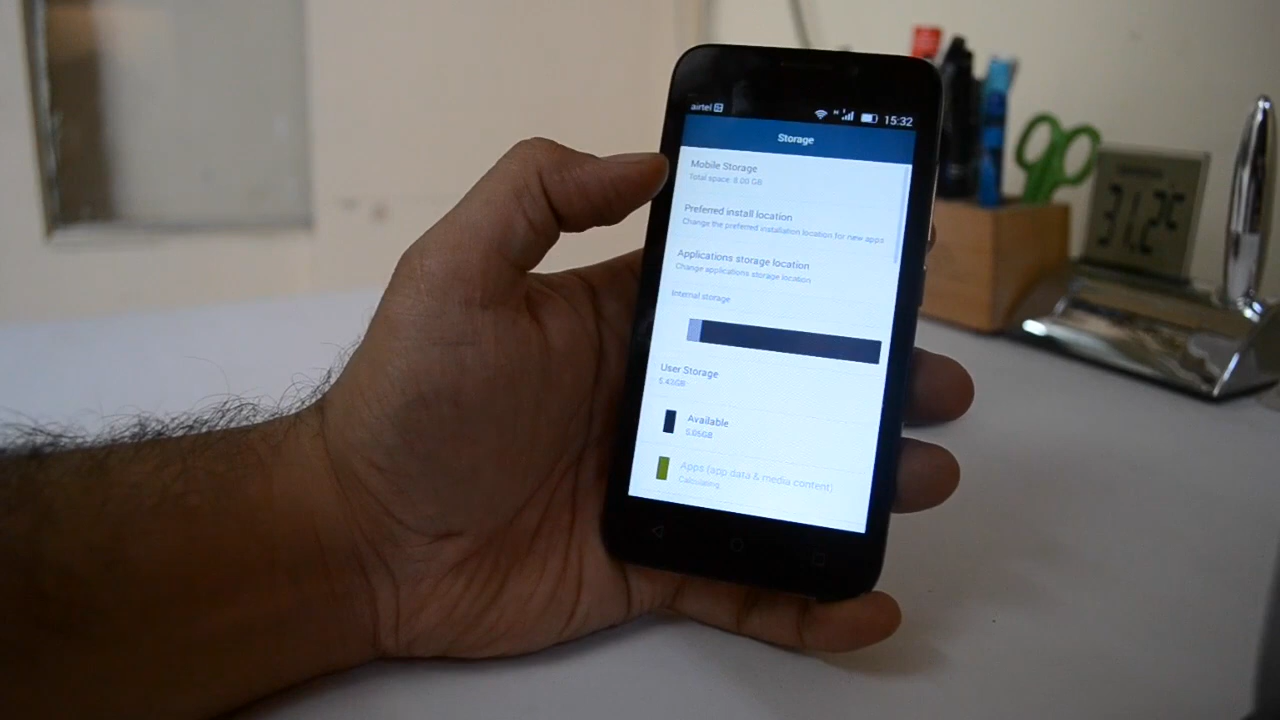 airtel
H
15:32
Storage
Mobile Storage
Total space: 8.00 GB
Preferred install location
Change the preferred installation location for new apps
Applications storage location
Change applications storage location
Internal storage
User Storage
5.43GB
Available
5.05GB
Apps (app data & media content)
Calculating
31.2°C